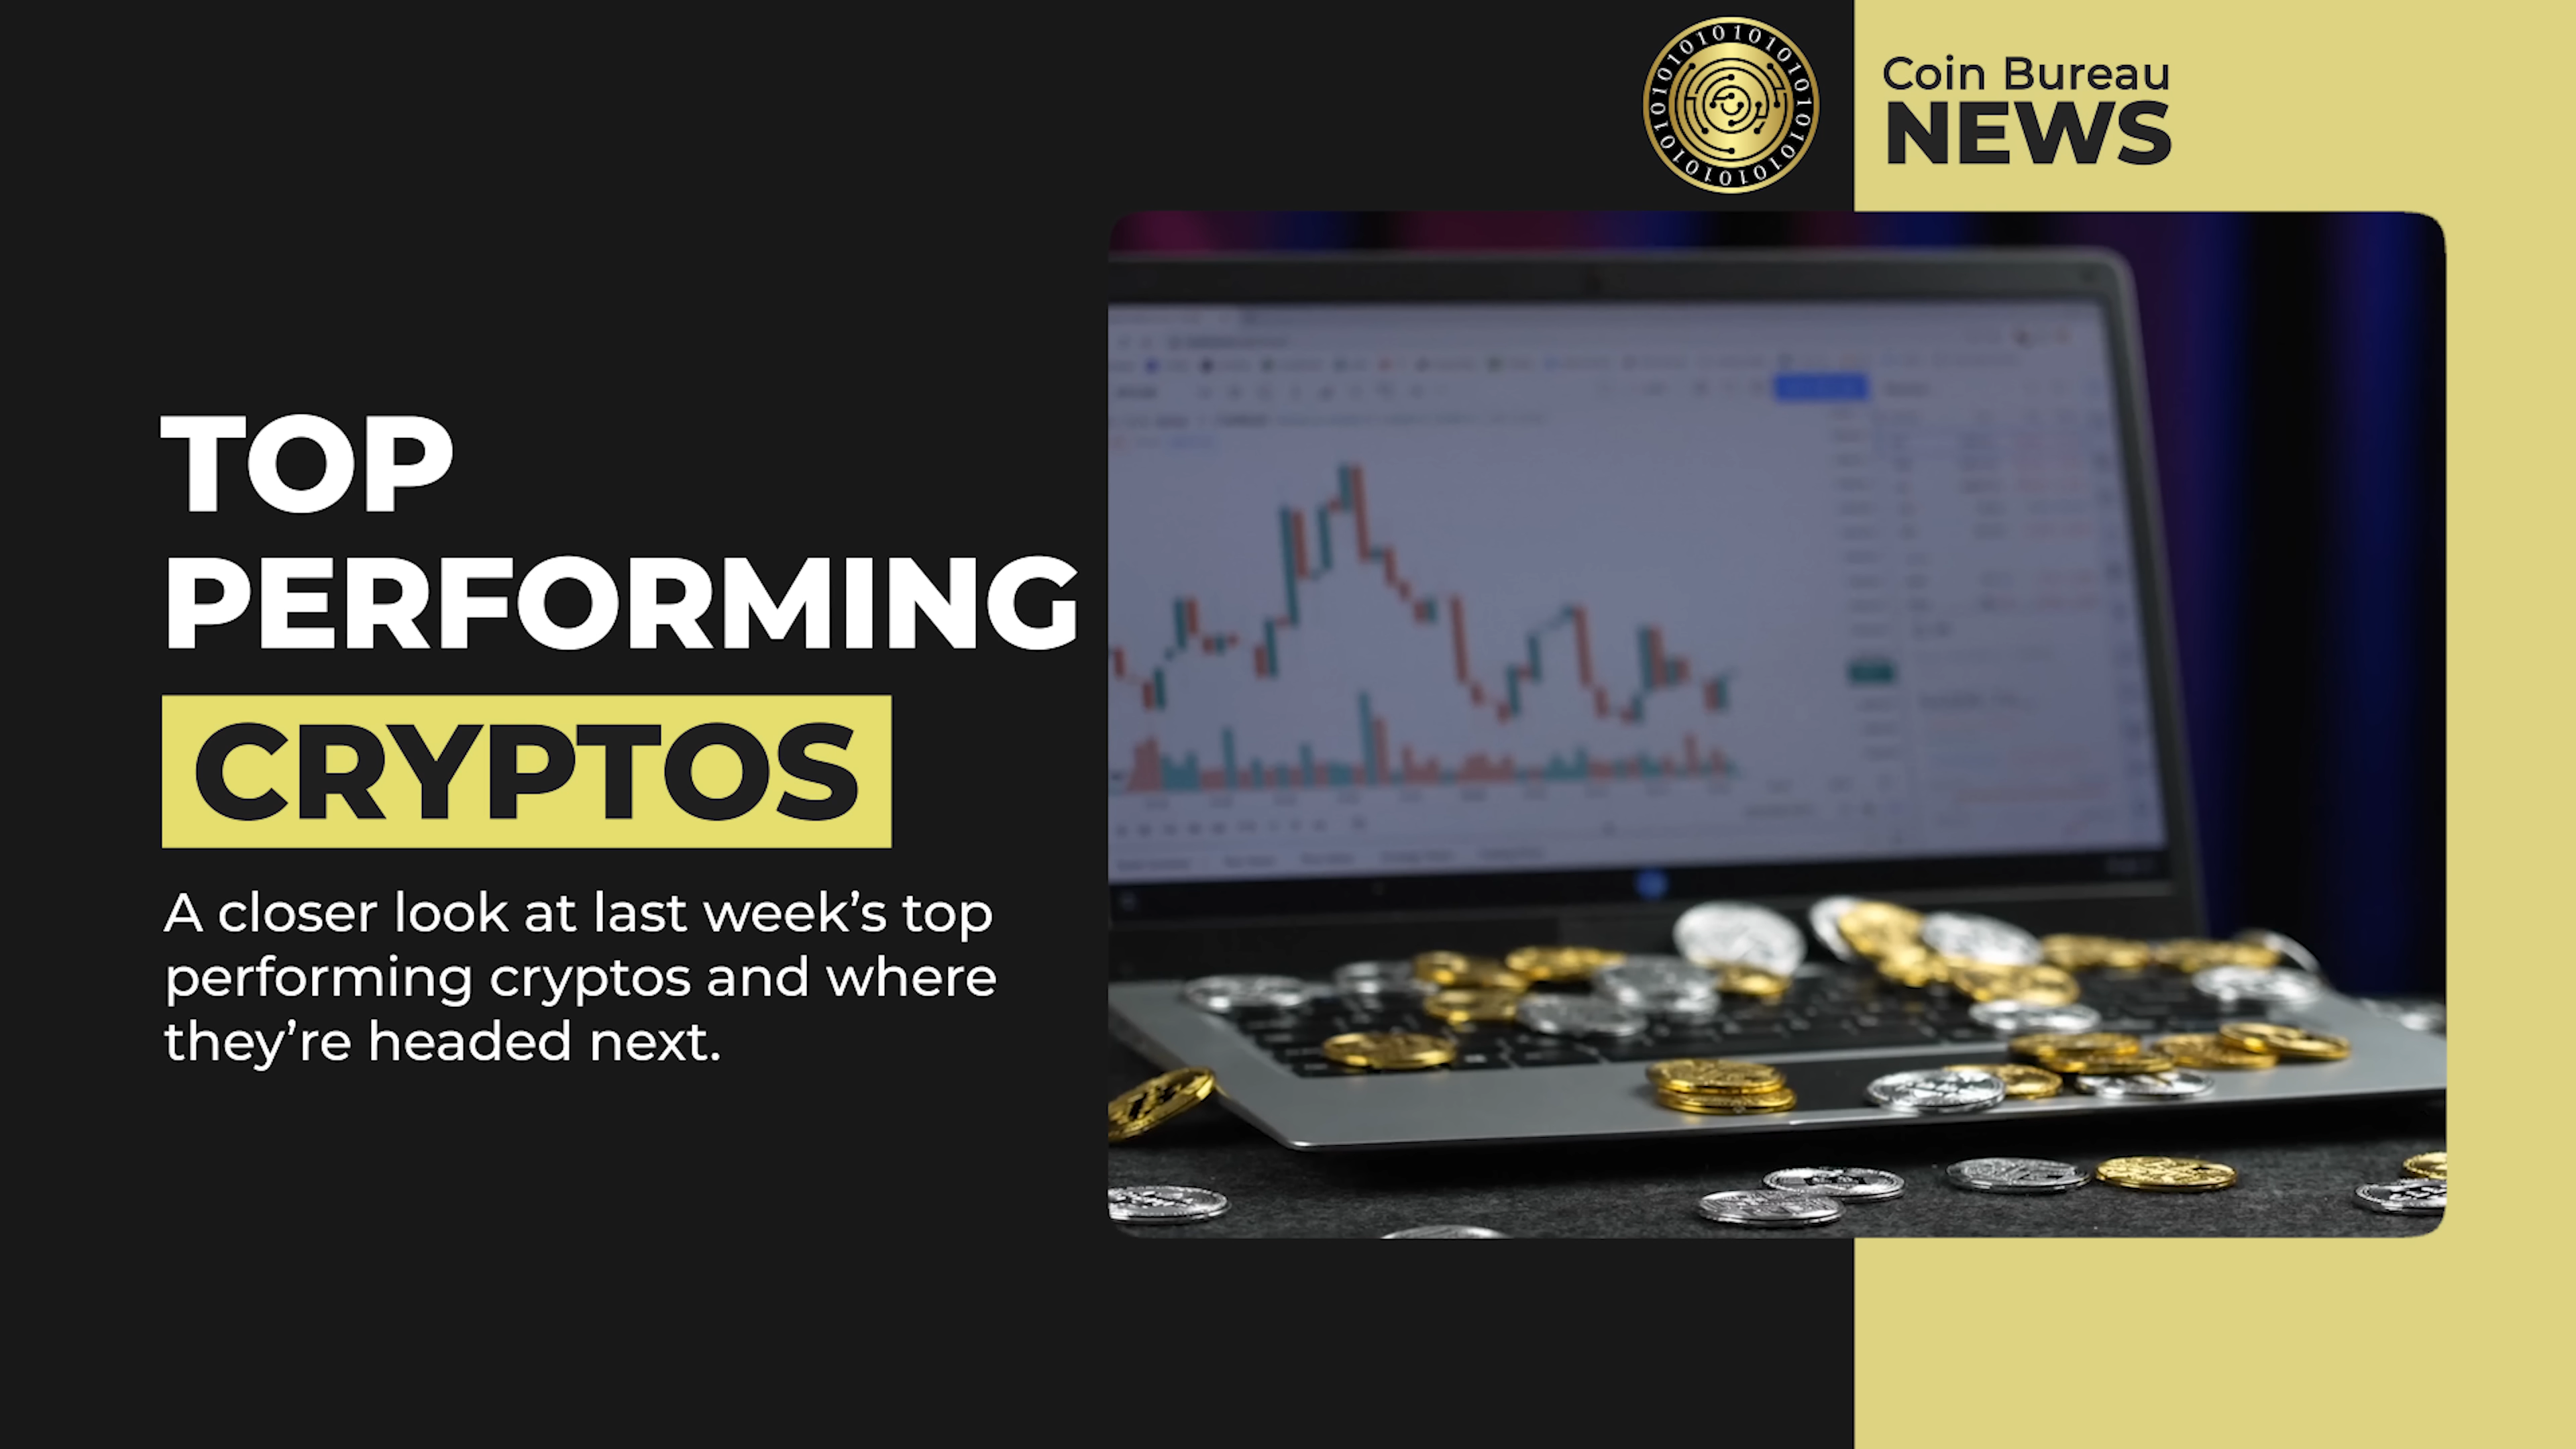 Coin Bureau
NEWS
TOP
PERFORMING
CRYPTOS
A closer look at last week’s top
performing cryptos and where
they’re headed next.